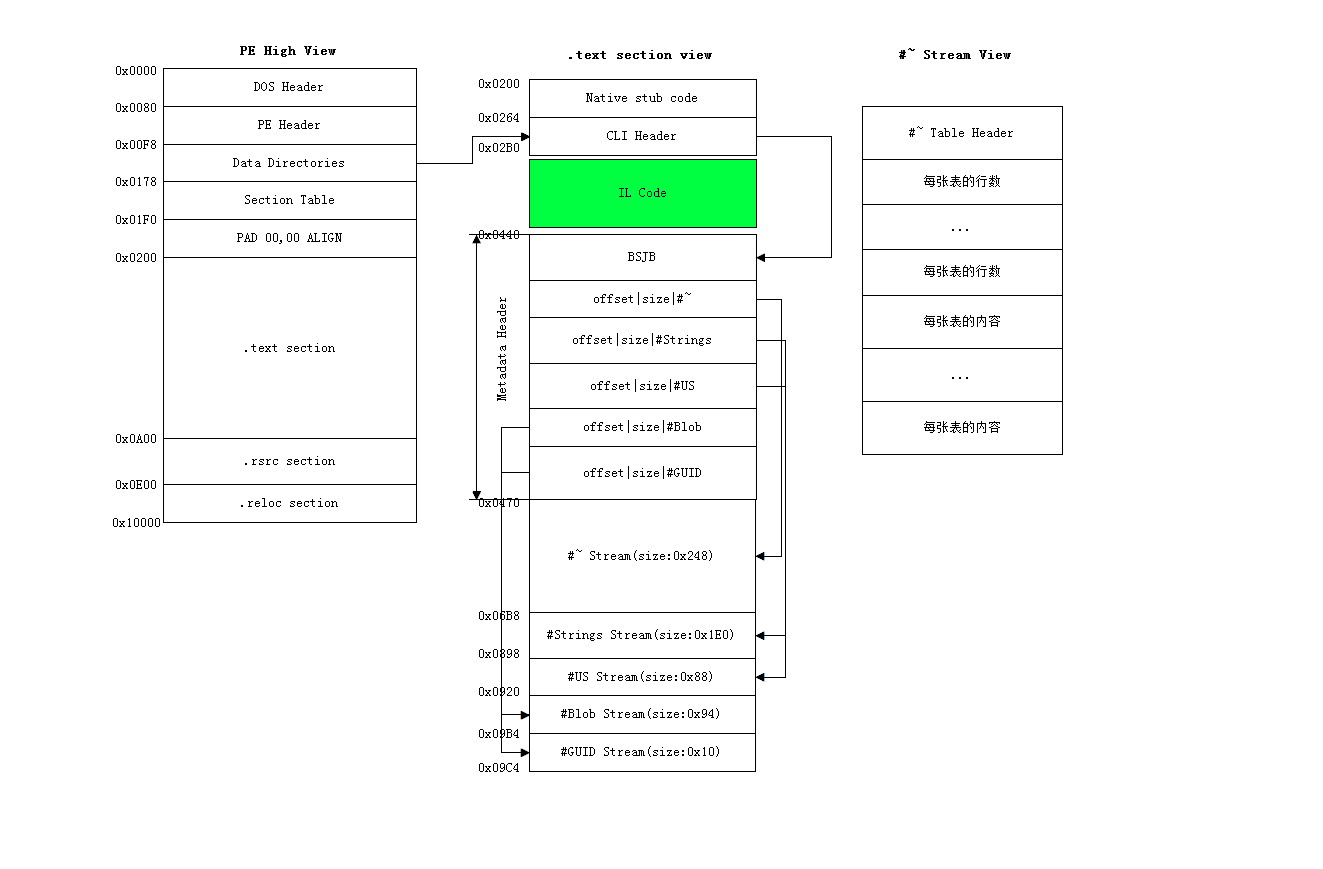 PE High View
0x0000
DOS Header
0x0080
PE Header
0x00F8
Data Directories
0x0178
Section Table
0x01F0
PAD 00,00 ALIGN
0x0200
.text section
0x0A00
.rsrc section
0x0E00
.reloc section
0x10000
.text section view
0x0200
Native stub code
0x0264
CLI Header
0x02B0
IL Code
0x0440
BSJB
offset|size|#~
offset|size|#Strings
Metadata Header
offset|size|#US
offset|size|#Blob
offset|size|#GUID
0x0470
#~ Stream(size:0x248)
0x06B8
#Strings Stream(size:0x1E0)
0x0898
#US Stream(size:0x88)
0x0920
#Blob Stream(size:0x94)
0x09B4
#GUID Stream(size:0x10)
0x09C4
#~ Stream View
#~ Table Header
每张表的行数
...
每张表的行数
每张表的内容
...
每张表的内容